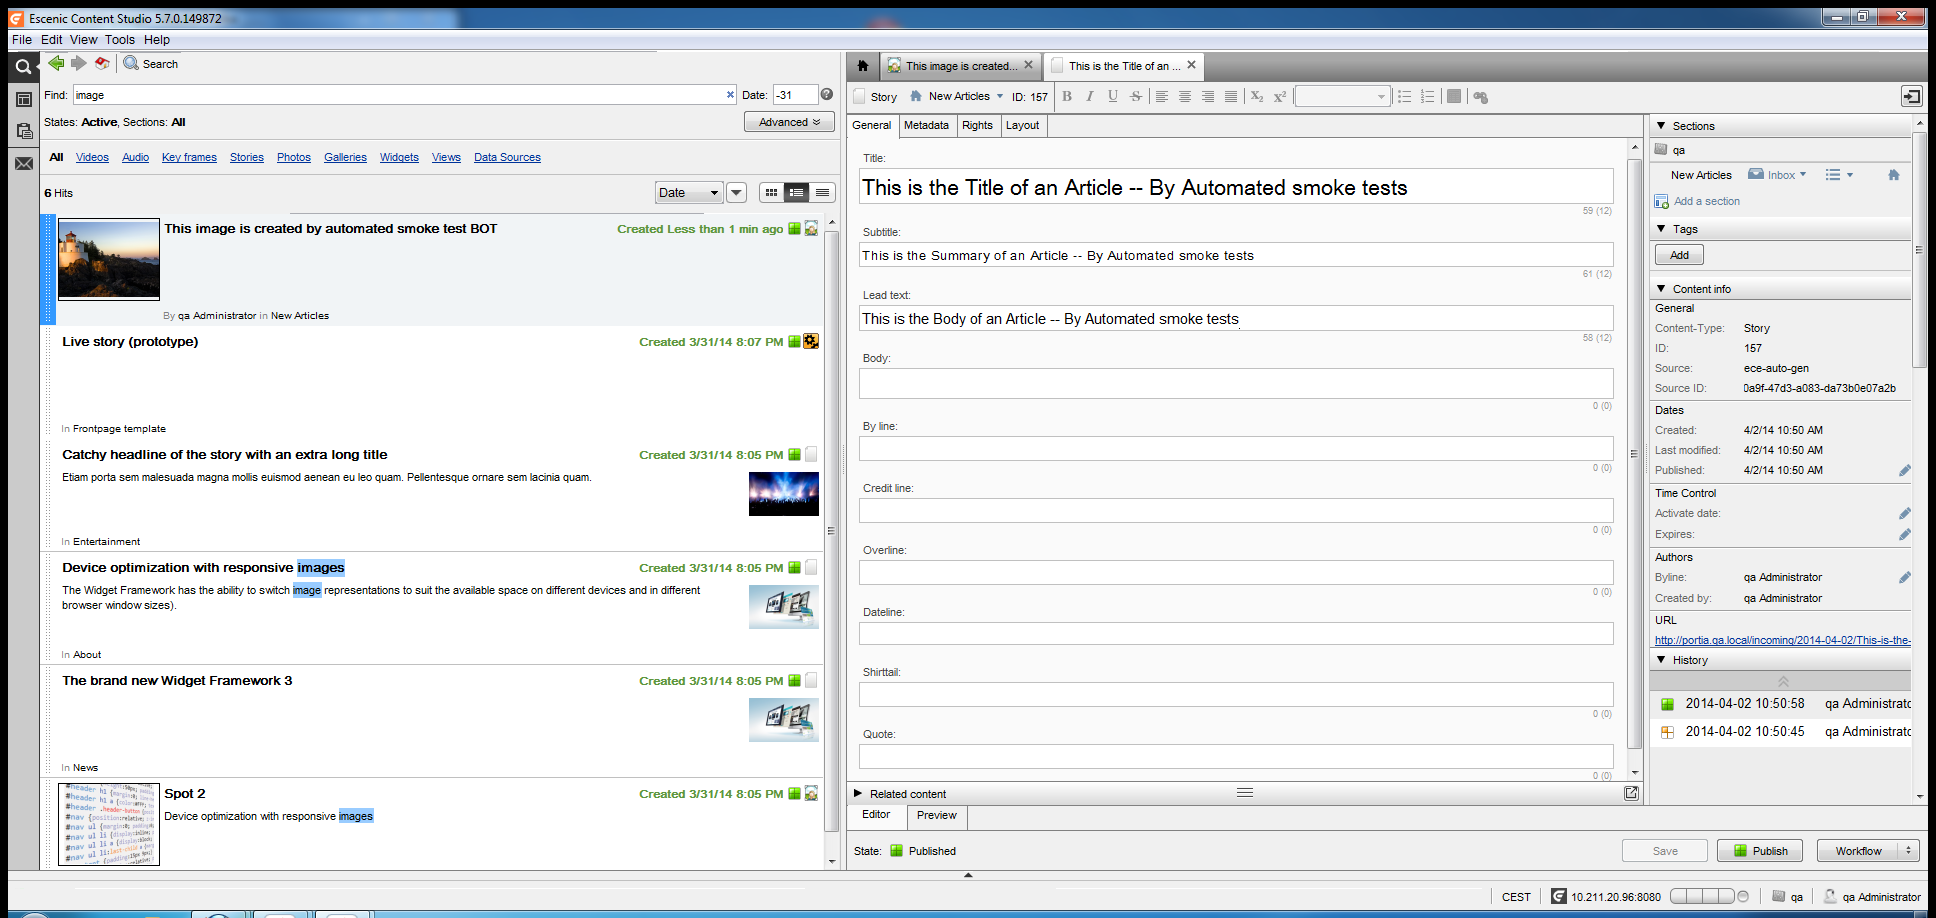 Escenic Content Studio 5.7.0.149872
File Edit View Tools Help
Search
Find: image Date: -31
States: Active, Sections: All
Advanced
All Videos Audio Key frames Stories Photos Galleries Widgets Views Data Sources
6 Hits
Date
This image is created by automated smoke test BOT Created Less than 1 min ago
By qa Administrator in New Articles
Live story (prototype) Created 3/31/14 8:07 PM
In Frontpage template
Catchy headline of the story with an extra long title Created 3/31/14 8:05 PM
Etiam porta sem malesuada magna mollis euismod aenean eu leo quam. Pellentesque ornare sem lacinia quam.
In Entertainment
Device optimization with responsive images Created 3/31/14 8:05 PM
The Widget Framework has the ability to switch image representations to suit the available space on different devices and in different
browser window sizes).
In About
The brand new Widget Framework 3 Created 3/31/14 8:05 PM
In News
Spot 2 Created 3/31/14 8:05 PM
Device optimization with responsive images
This image is created... This is the Title of an ...
Story New Articles ID: 157 B I U S X2 X2
General Metadata Rights Layout
Title:
This is the Title of an Article -- By Automated smoke tests
59 (12)
Subtitle:
This is the Summary of an Article -- By Automated smoke tests
61 (12)
Lead text:
This is the Body of an Article -- By Automated smoke tests
58 (12)
Body:
0 (0)
By line:
0 (0)
Credit line:
0 (0)
Overline:
0 (0)
Dateline:
Shirttail:
0 (0)
Quote:
0 (0)
Related content
Editor Preview
State: Published
Save Publish Workflow
Sections
qa
New Articles Inbox
Add a section
Tags
Add
Content info
General
Content-Type: Story
ID: 157
Source: ece-auto-gen
Source ID: 0a9f-47d3-a083-da73b0e07a2b
Dates
Created: 4/2/14 10:50 AM
Last modified: 4/2/14 10:50 AM
Published: 4/2/14 10:50 AM
Time Control
Activate date:
Expires:
Authors
Byline: qa Administrator
Created by: qa Administrator
URL
http://portia.qa.local/incoming/2014-04-02/This-is-the-
History
2014-04-02 10:50:58 qa Administratc
2014-04-02 10:50:45 qa Administratc
CEST 10.211.20.96:8080 qa qa Administrator